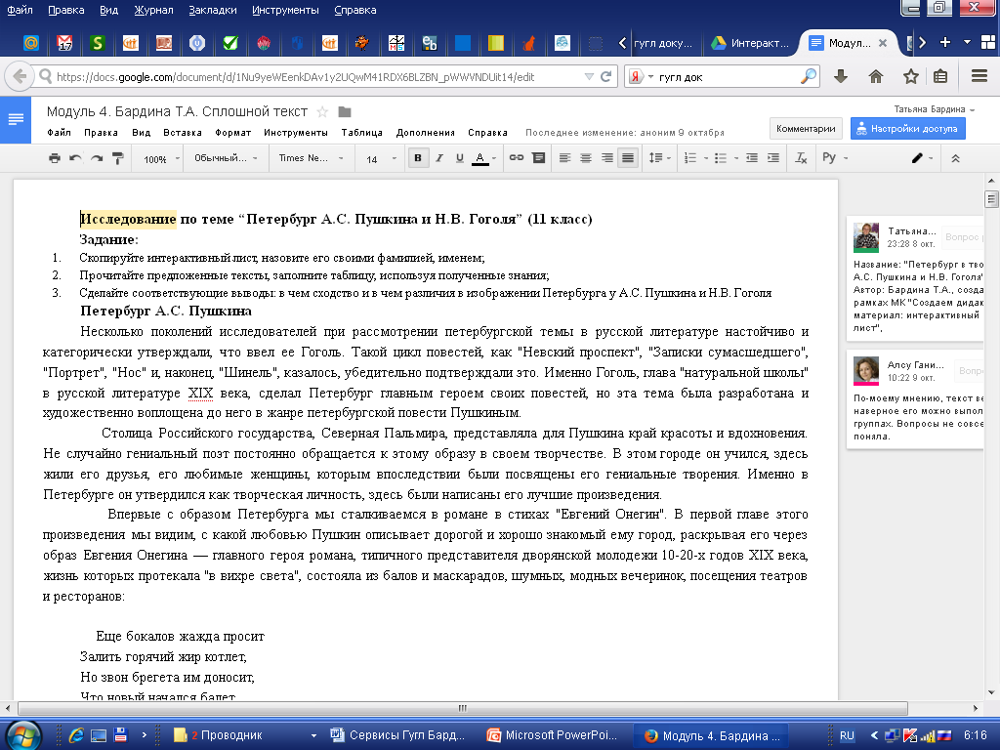 Файл Правка Вид Журнал Закладки Инструменты Справка
17 S
гугл доку... Интеракт... Модул...
https://docs.google.com/document/d/1Nu9yeWEenkDAv1y2UQwM41RDX6BLZBN_pWWVNDUit14/edit
Я гугл док
Модуль 4. Бардина Т.А. Сплошной текст
Татьяна Бардина
Файл Правка Вид Вставка Формат Инструменты Таблица Дополнения Справка Последнее изменение: аноним 9 октября
Комментарии Настройки доступа
100% Обычный... Times Ne... 14 B I U A Ру
Исследование по теме “Петербург А.С. Пушкина и Н.В. Гоголя” (11 класс)
Задание:
1. Скопируйте интерактивный лист, назовите его своими фамилией, именем;
2. Прочитайте предложенные тексты, заполните таблицу, используя полученные знания;
3. Сделайте соответствующие выводы: в чем сходство и в чем различия в изображении Петербурга у А.С. Пушкина и Н.В. Гоголя
Петербург А.С. Пушкина
Несколько поколений исследователей при рассмотрении петербургской темы в русской литературе настойчиво и
категорически утверждали, что ввел ее Гоголь. Такой цикл повестей, как "Невский проспект", "Записки сумасшедшего",
"Портрет", "Нос" и, наконец, "Шинель", казалось, убедительно подтверждали это. Именно Гоголь, глава "натуральной школы"
в русской литературе XIX века, сделал Петербург главным героем своих повестей, но эта тема была разработана и
художественно воплощена до него в жанре петербургской повести Пушкиным.
Столица Российского государства, Северная Пальмира, представляла для Пушкина край красоты и вдохновения.
Не случайно гениальный поэт постоянно обращается к этому образу в своем творчестве. В этом городе он учился, здесь
жили его друзья, его любимые женщины, которым впоследствии были посвящены его гениальные творения. Именно в
Петербурге он утвердился как творческая личность, здесь были написаны его лучшие произведения.
Впервые с образом Петербурга мы сталкиваемся в романе в стихах "Евгений Онегин". В первой главе этого
произведения мы видим, с какой любовью Пушкин описывает дорогой и хорошо знакомый ему город, раскрывая его через
образ Евгения Онегина — главного героя романа, типичного представителя дворянской молодежи 10-20-х годов XIX века,
жизнь которых протекала "в вихре света", состояла из балов и маскарадов, шумных, модных вечеринок, посещения театров
и ресторанов:
Еще бокалов жажда просит
Залить горячий жир котлет,
Но звон брегета им доносит,
Что новый начался балет.
Татьяна... Вопрос р
23:28 8 окт.
Название: "Петербург в тво
А.С. Пушкина и Н.В. Гоголя"
Автор: Бардина Т.А., созда
рамках МК "Создаем дидак
материал: интерактивный
лист",
Алсу Гани... Вопро
10:22 9 окт.
По-моему мнению, текст ве
наверное его можно выпол
группах. Вопросы не совсе
поняла.
2 Проводник Сервисы Гугл Бард... Microsoft PowerPoi... Модуль 4. Бардина ... RU 6:16